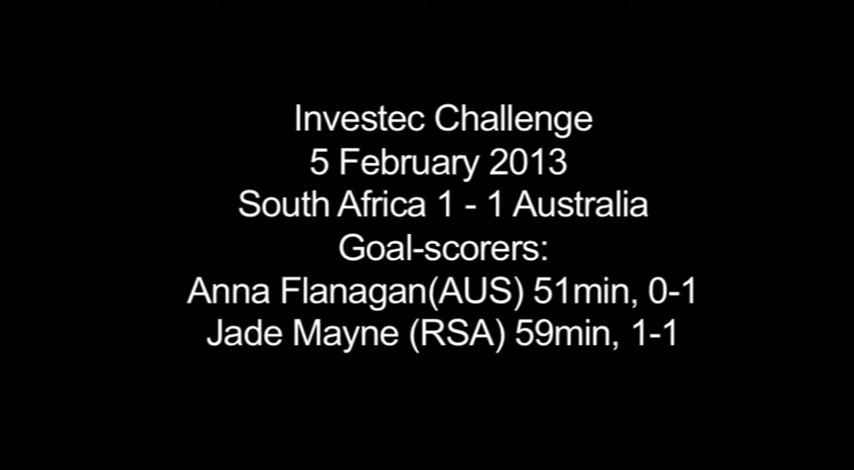 Investec Challenge
5 February 2013
South Africa 1 - 1 Australia
Goal-scorers:
Anna Flanagan(AUS) 51min, 0-1
Jade Mayne (RSA) 59min, 1-1